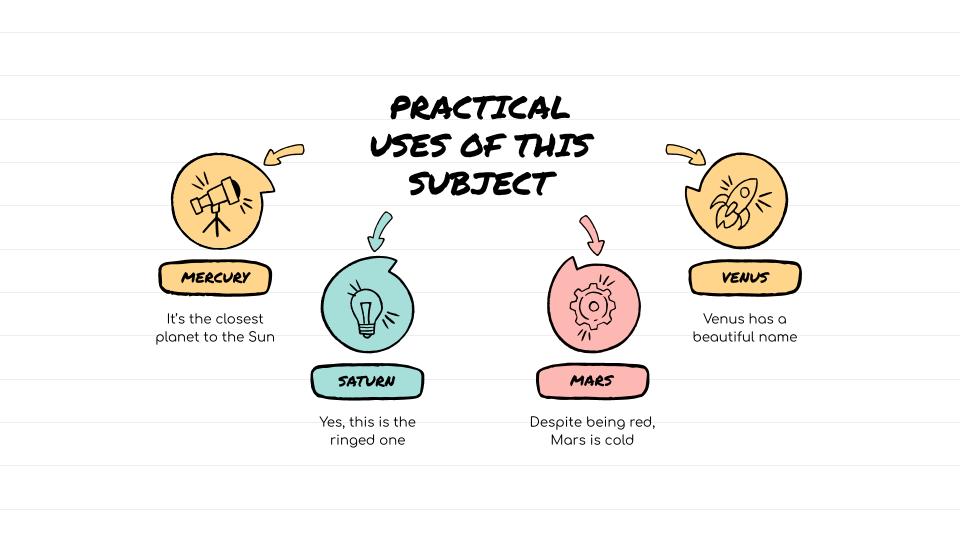 PRACTICAL
USES OF THIS
SUBJECT
MERCURY
It's the closest
planet to the Sun
SATURN
Yes, this is the
ringed one
MARS
Despite being red,
Mars is cold
VENUS
Venus has a
beautiful name